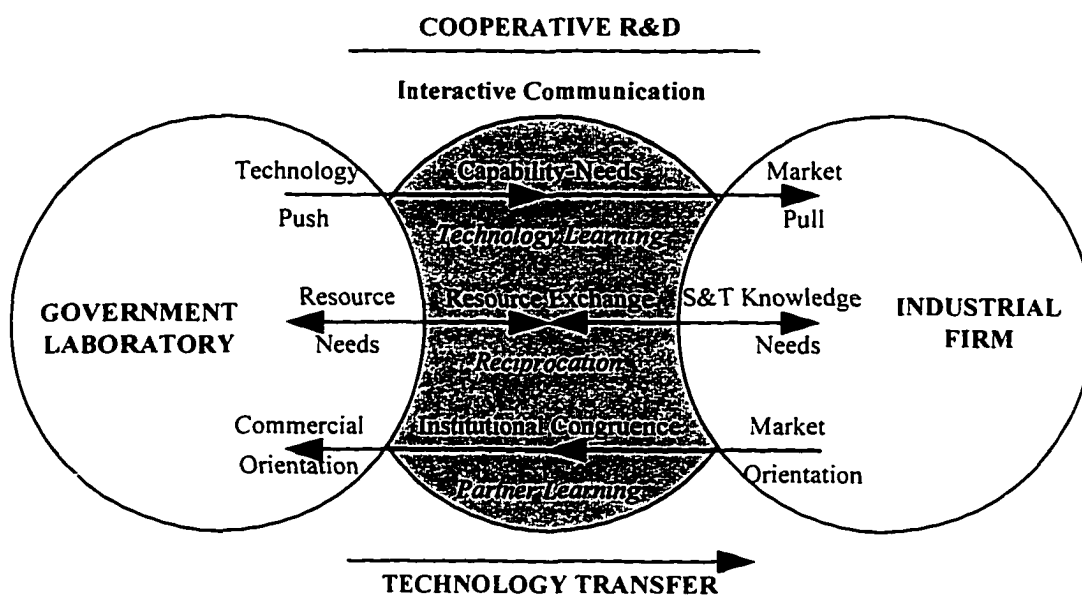 COOPERATIVE R&D
Interactive Communication
Technology
Push
Capability-Needs
Technology Learning
Market
Pull
GOVERNMENT
LABORATORY
Resource
Needs
Resource Exchange
Reciprocation
S&T Knowledge
Needs
INDUSTRIAL
FIRM
Commercial
Orientation
Institutional Congruence
Partner Learning
Market
Orientation
TECHNOLOGY TRANSFER